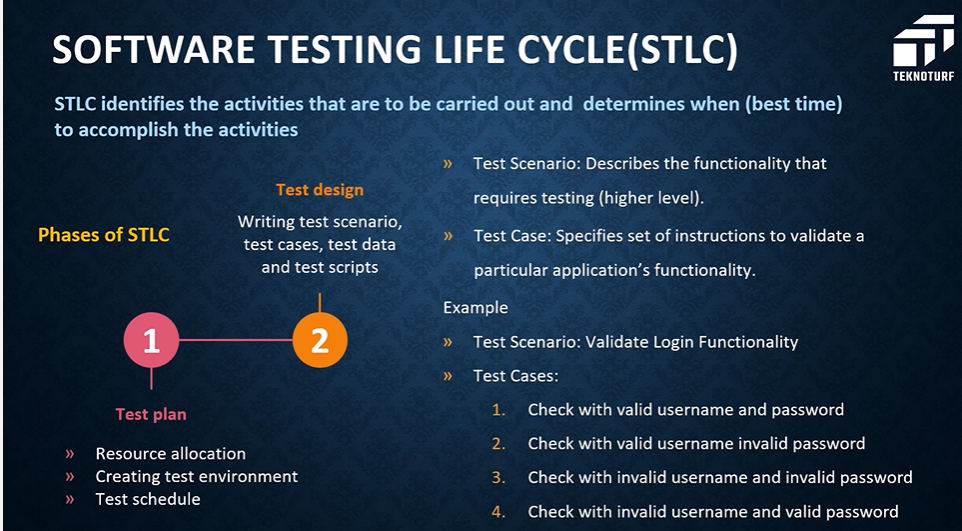 SOFTWARE TESTING LIFE CYCLE(STLC)
TEKNOTURF
STLC identifies the activities that are to be carried out and determines when (best time)
to accomplish the activities
Phases of STLC
Test design
Writing test scenario,
test cases, test data
and test scripts
1
2
Test plan
» Resource allocation
» Creating test environment
» Test schedule
» Test Scenario: Describes the functionality that
requires testing (higher level).
» Test Case: Specifies set of instructions to validate a
particular application’s functionality.
Example
» Test Scenario: Validate Login Functionality
» Test Cases:
1. Check with valid username and password
2. Check with valid username invalid password
3. Check with invalid username and invalid password
4. Check with invalid username and valid password